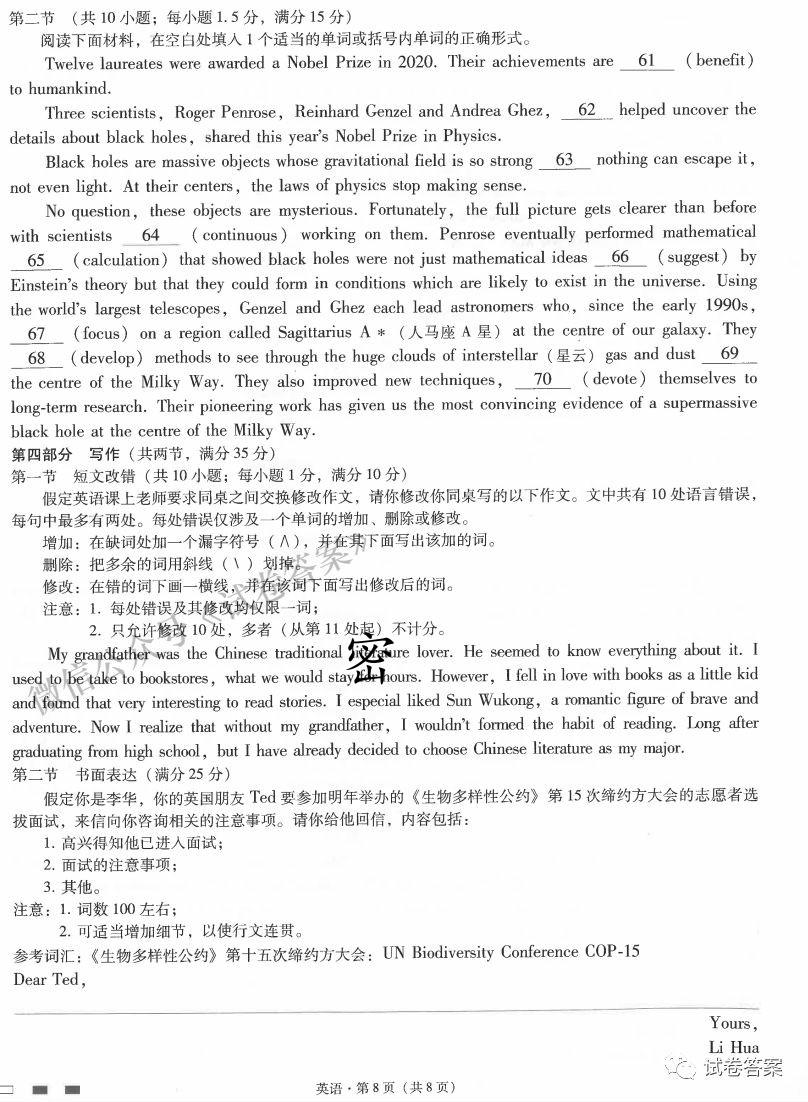 第二节 （共 10 小题；每小题 1.5 分，满分 15 分）
阅读下面材料，在空白处填入 1 个适当的单词或括号内单词的正确形式。
Twelve laureates were awarded a Nobel Prize in 2020. Their achievements are 61 (benefit)
to humankind.
Three scientists, Roger Penrose, Reinhard Genzel and Andrea Ghez, 62 helped uncover the
details about black holes, shared this year's Nobel Prize in Physics.
Black holes are massive objects whose gravitational field is so strong 63 nothing can escape it,
not even light. At their centers, the laws of physics stop making sense.
No question, these objects are mysterious. Fortunately, the full picture gets clearer than before
with scientists 64 (continuous) working on them. Penrose eventually performed mathematical
65 (calculation) that showed black holes were not just mathematical ideas 66 (suggest) by
Einstein's theory but that they could form in conditions which are likely to exist in the universe. Using
the world's largest telescopes, Genzel and Ghez each lead astronomers who, since the early 1990s,
67 (focus) on a region called Sagittarius A * （人马座 A 星）at the centre of our galaxy. They
68 (develop) methods to see through the huge clouds of interstellar（星云）gas and dust 69
the centre of the Milky Way. They also improved new techniques, 70 (devote) themselves to
long-term research. Their pioneering work has given us the most convincing evidence of a supermassive
black hole at the centre of the Milky Way.
第四部分 写作（共两节，满分 35 分）
第一节 短文改错（共 10 小题；每小题 1 分，满分 10 分）
假定英语课上老师要求同桌之间交换修改作文，请你修改你同桌写的以下作文。文中共有 10 处语言错误，
每句中最多有两处。每处错误仅涉及一个单词的增加、删除或修改。
增加：在缺词处加一个漏字符号（∧），并在其下面写出该加的词。
删除：把多余的词用斜线（\）划掉。
修改：在错的词下画一横线，并在该词下面写出修改后的词。
注意：1. 每处错误及其修改均仅限一词；
2. 只允许修改 10 处，多者（从第 11 处起）不计分。
My grandfather was the Chinese traditional literature lover. He seemed to know everything about it. I
used to be take to bookstores, what we would stay for hours. However, I fell in love with books as a little kid
and found that very interesting to read stories. I especial liked Sun Wukong, a romantic figure of brave and
adventure. Now I realize that without my grandfather, I wouldn't formed the habit of reading. Long after
graduating from high school, but I have already decided to choose Chinese literature as my major.
密
微信公众号《试卷答案》
第二节 书面表达（满分 25 分）
假定你是李华，你的英国朋友 Ted 要参加明年举办的《生物多样性公约》第 15 次缔约方大会的志愿者选
拔面试，来信向你咨询相关的注意事项。请你给他回信，内容包括：
1. 高兴得知他已进入面试；
2. 面试的注意事项；
3. 其他。
注意：1. 词数 100 左右；
2. 可适当增加细节，以使行文连贯。
参考词汇：《生物多样性公约》第十五次缔约方大会：UN Biodiversity Conference COP-15
Dear Ted,
Yours,
Li Hua
试卷答案
英语·第 8 页（共 8 页）